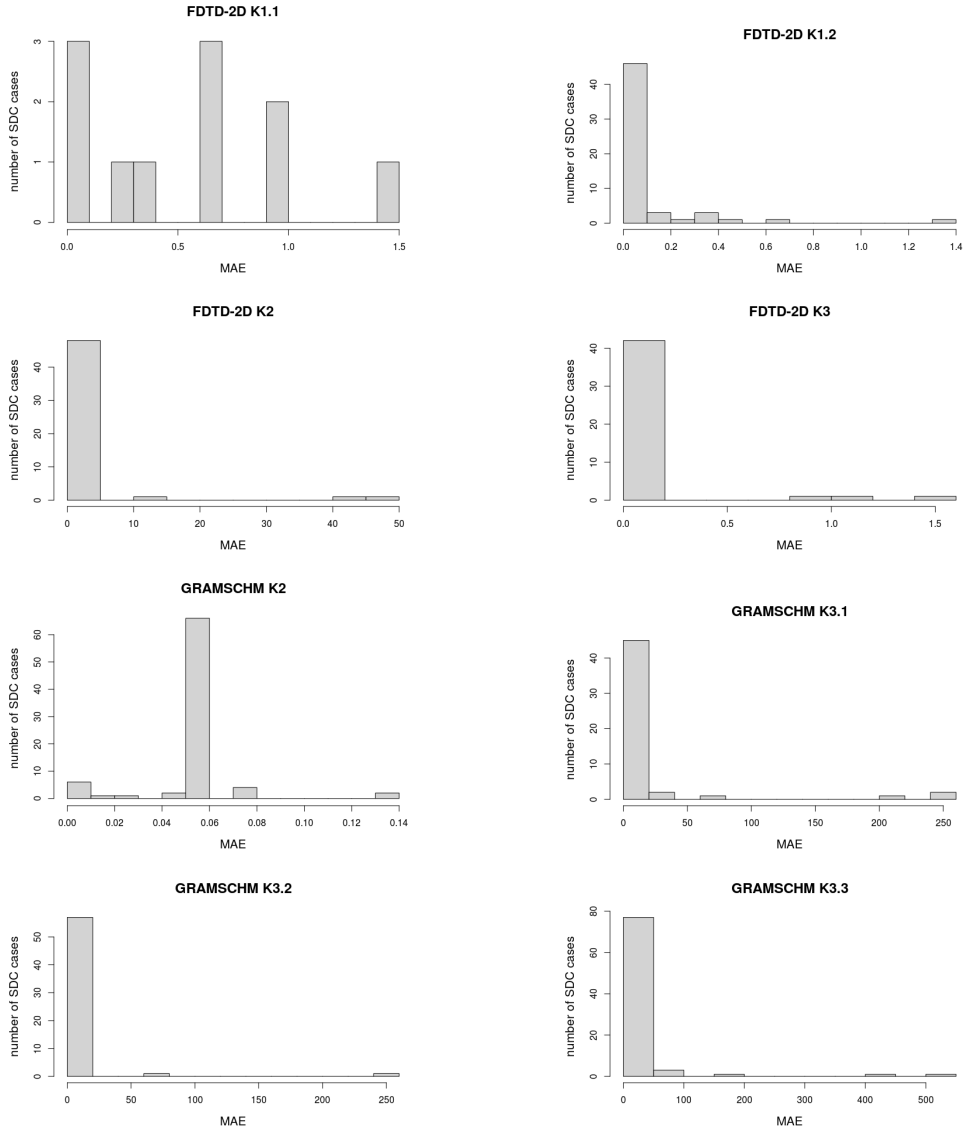 FDTD-2D K1.1
number of SDC cases
0 1 2 3
0.0 0.5 1.0 1.5
MAE
FDTD-2D K1.2
number of SDC cases
0 10 20 30 40
0.0 0.2 0.4 0.6 0.8 1.0 1.2 1.4
MAE
FDTD-2D K2
number of SDC cases
0 10 20 30 40
0 10 20 30 40 50
MAE
FDTD-2D K3
number of SDC cases
0 10 20 30 40
0.0 0.5 1.0 1.5
MAE
GRAMSCHM K2
number of SDC cases
0 10 20 30 40 50 60
0.00 0.02 0.04 0.06 0.08 0.10 0.12 0.14
MAE
GRAMSCHM K3.1
number of SDC cases
0 10 20 30 40
0 50 100 150 200 250
MAE
GRAMSCHM K3.2
number of SDC cases
0 10 20 30 40 50
0 50 100 150 200 250
MAE
GRAMSCHM K3.3
number of SDC cases
0 20 40 60 80
0 100 200 300 400 500
MAE